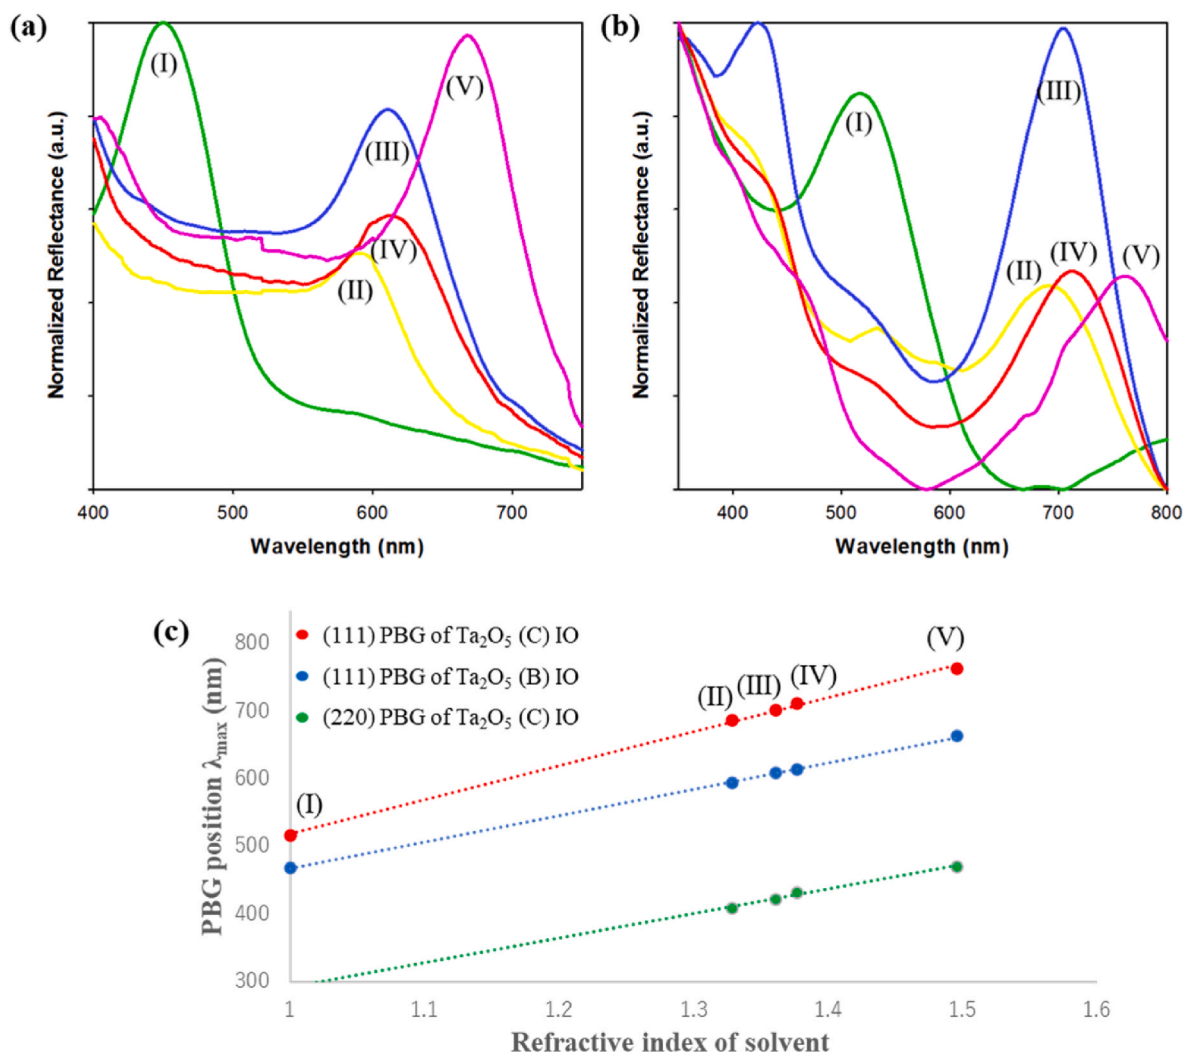 (a)
Normalized Reflectance (a.u.)
(I)
(V)
(III)
(IV)
(II)
400 500 600 700
Wavelength (nm)
(b)
Normalized Reflectance (a.u.)
(I)
(III)
(II)
(IV)
(V)
400 500 600 700 800
Wavelength (nm)
(c)
PBG position λmax (nm)
800
700
600
500
400
300
(111) PBG of Ta2O5 (C) IO
(111) PBG of Ta2O5 (B) IO
(220) PBG of Ta2O5 (C) IO
(I)
(II)
(III)
(IV)
(V)
1 1.1 1.2 1.3 1.4 1.5 1.6
Refractive index of solvent